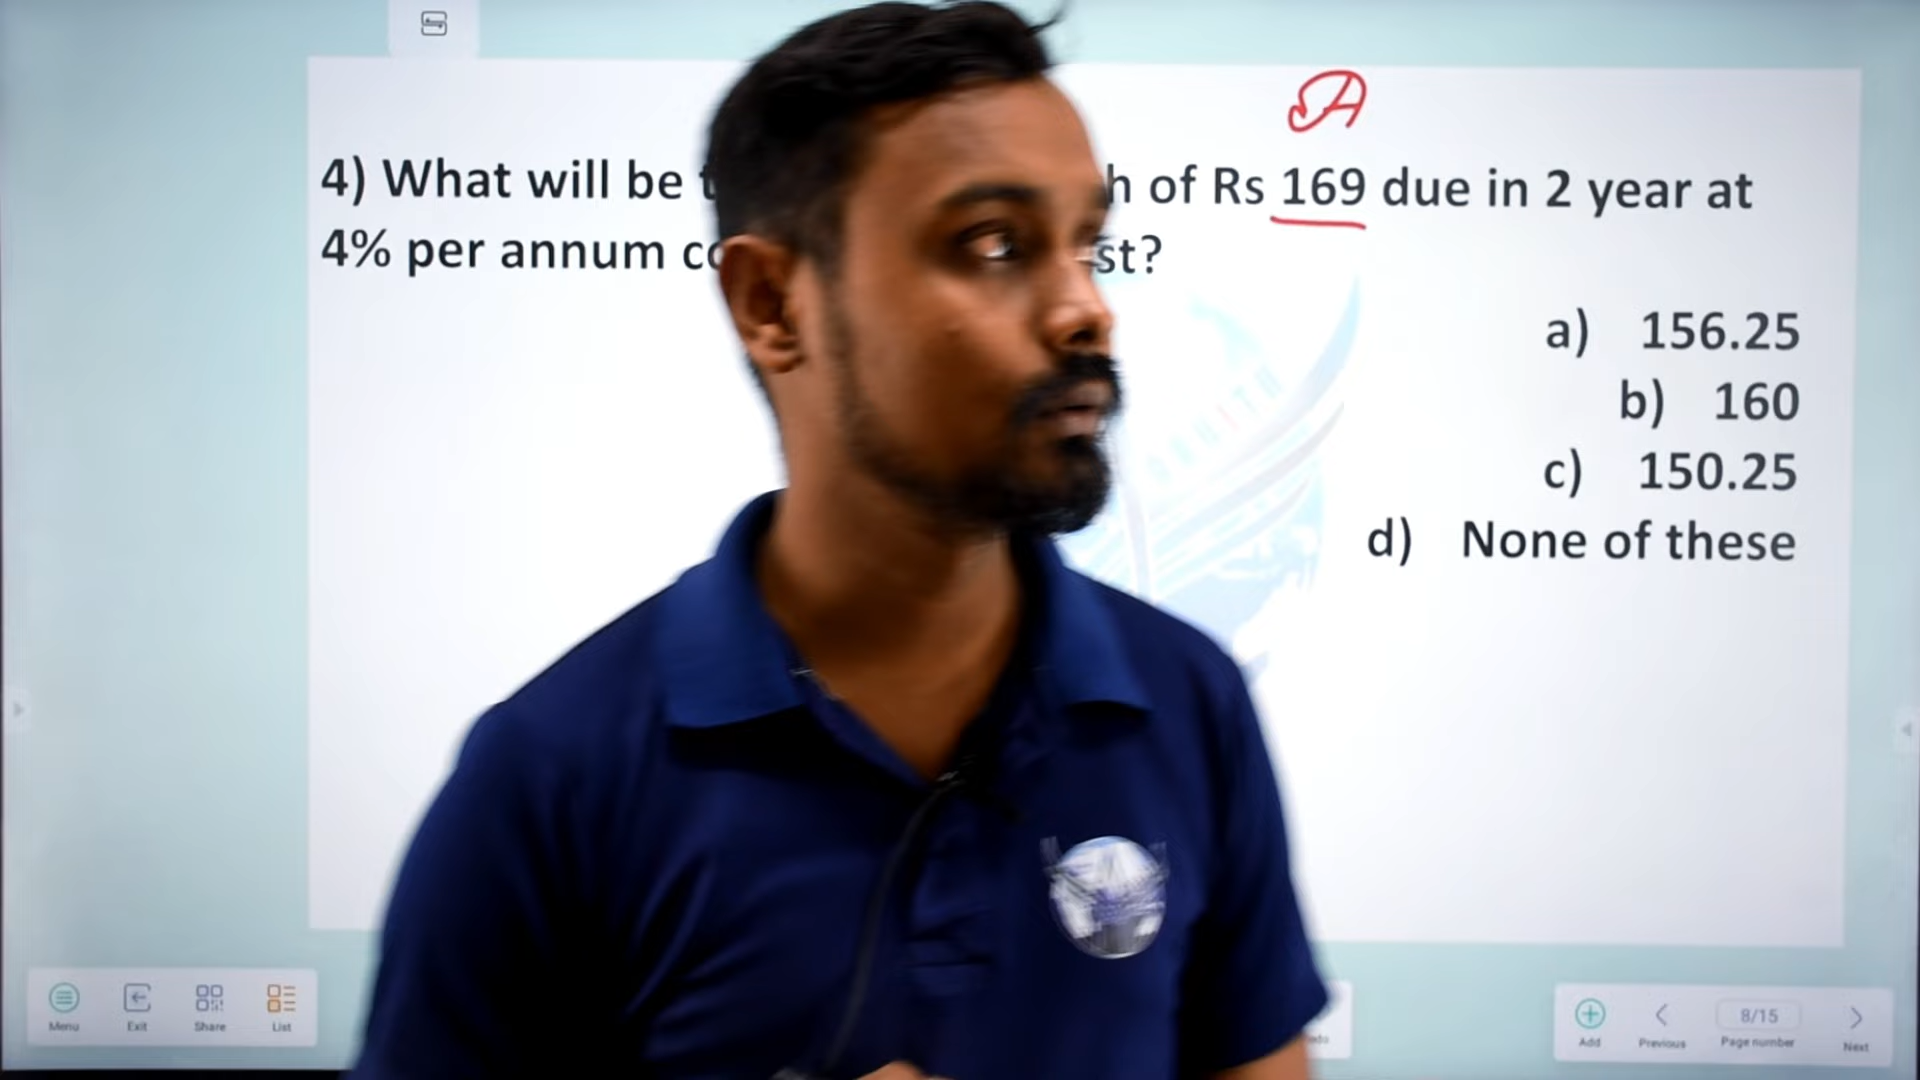 A
4) What will be h of Rs 169 due in 2 year at
4% per annum st?
a) 156.25
b) 160
c) 150.25
d) None of these
Menu Exit Share List
Add Previous 8/15 Page number Next